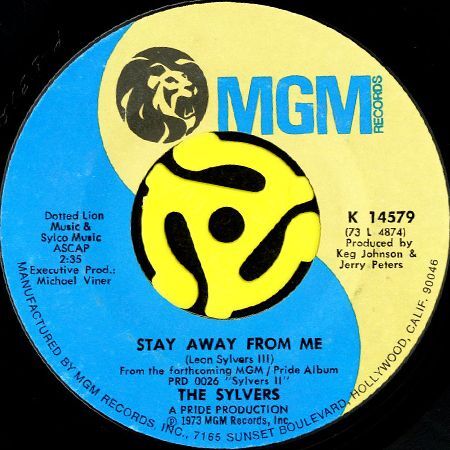 MGM
RECORDS
Dotted Lion
Music &
Sylco Music
ASCAP
2:35
Executive Prod.:
Michael Viner
K 14579
(73 L 4874)
Produced by
Keg Johnson &
Jerry Peters
STAY AWAY FROM ME
(Leon Sylvers III)
From the forthcoming MGM / Pride Album
PRD 0026 "Sylvers II"
THE SYLVERS
A PRIDE PRODUCTION
℗ 1973 MGM Records, Inc.
MANUFACTURED BY MGM RECORDS, INC., 7165 SUNSET BOULEVARD, HOLLYWOOD, CALIF. 90046